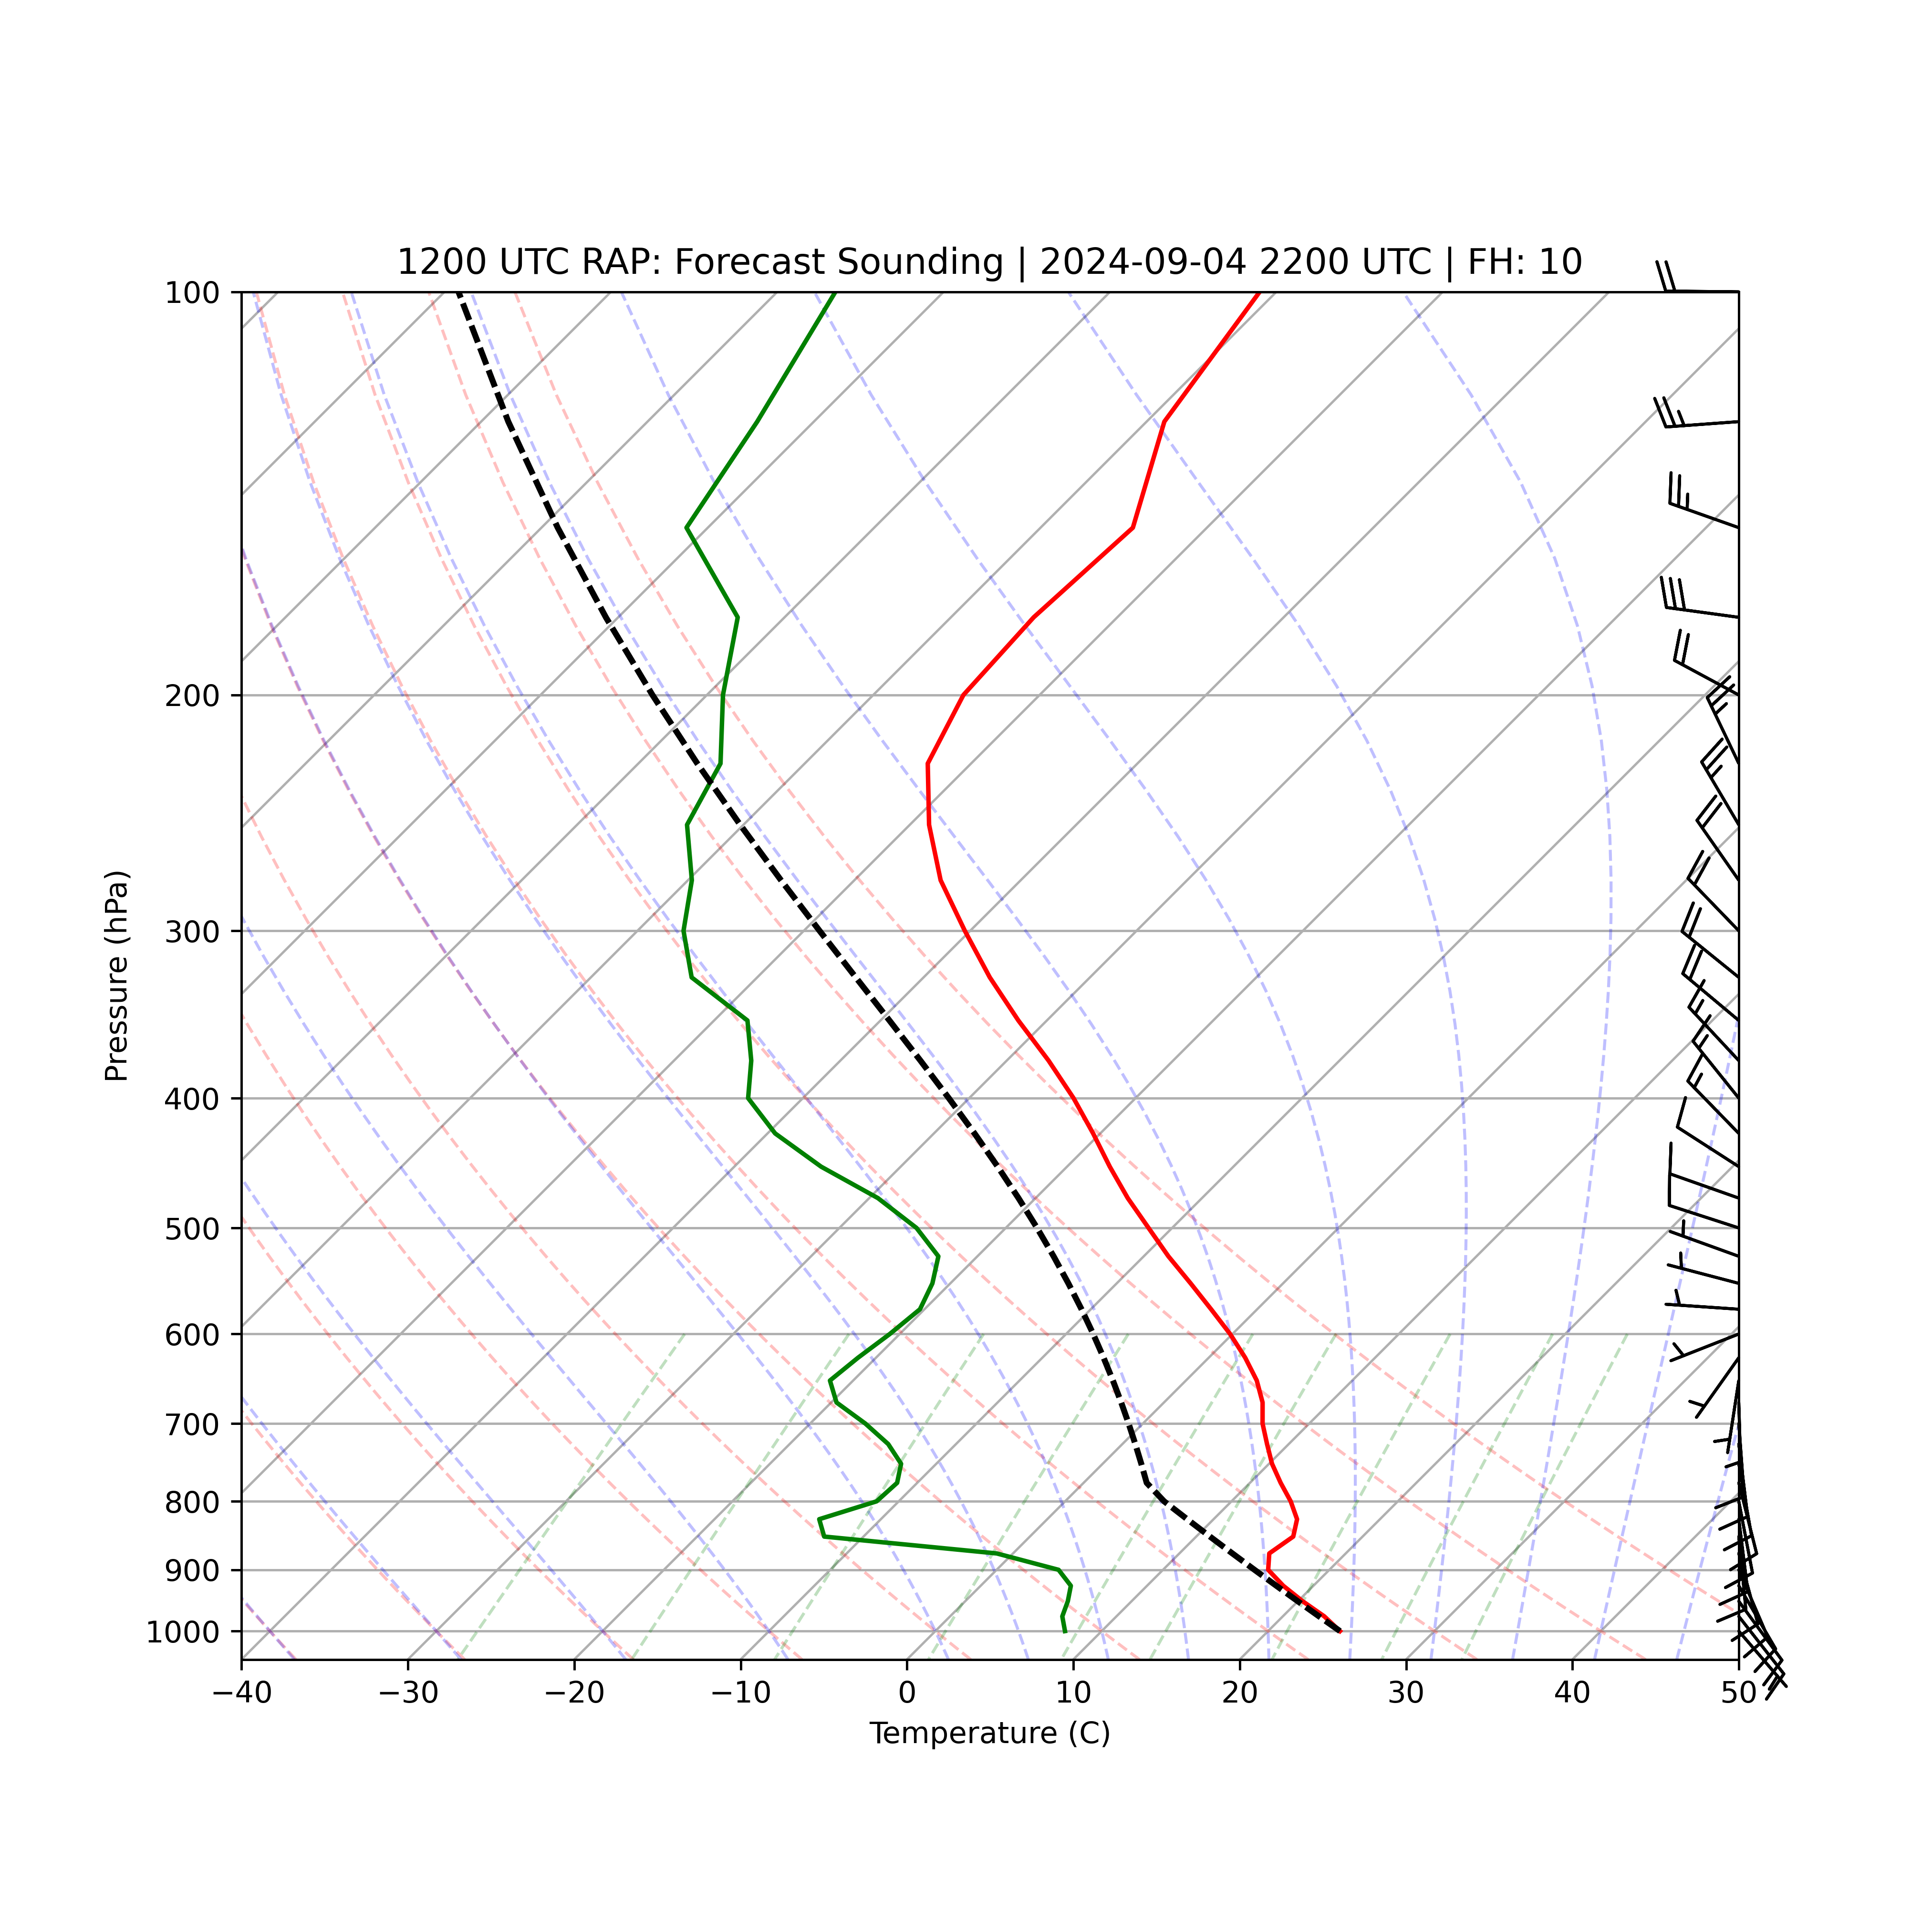 1200 UTC RAP: Forecast Sounding | 2024-09-04 2200 UTC | FH: 10
100
200
300
400
500
600
700
800
900
1000
Pressure (hPa)
−40 −30 −20 −10 0 10 20 30 40 50
Temperature (C)